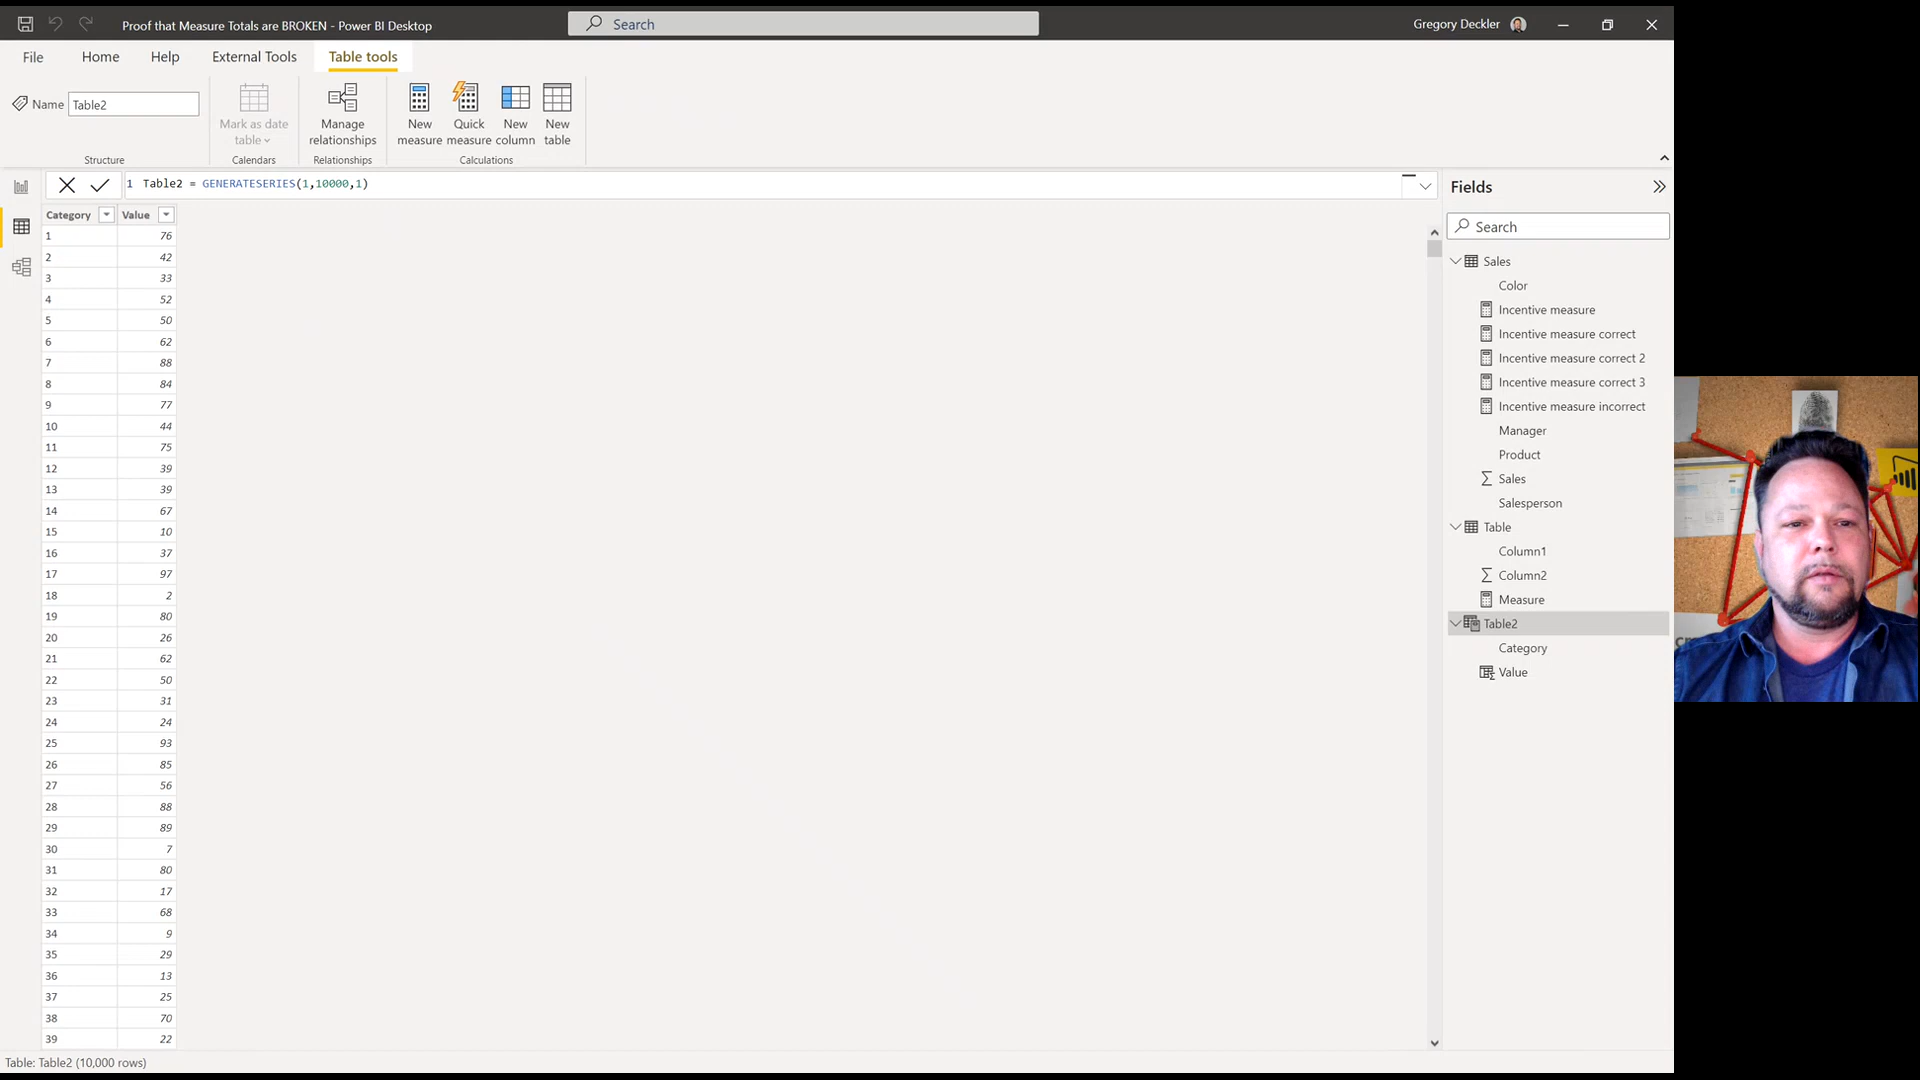 Proof that Measure Totals are BROKEN - Power BI Desktop
Search
Gregory Deckler
File
Home
Help
External Tools
Table tools
Name
Table2
Mark as date table
Manage relationships
New measure
Quick measure
New column
New table
Structure
Calendars
Relationships
Calculations
1 Table2 = GENERATESERIES(1,10000,1)
Category Value
1 76
2 42
3 33
4 52
5 50
6 62
7 88
8 84
9 77
10 44
11 75
12 39
13 39
14 67
15 10
16 37
17 97
18 2
19 80
20 26
21 62
22 50
23 31
24 24
25 93
26 85
27 56
28 88
29 89
30 7
31 80
32 17
33 68
34 9
35 29
36 13
37 25
38 70
39 22
Table: Table2 (10,000 rows)
Fields
Search
Sales
Color
Incentive measure
Incentive measure correct
Incentive measure correct 2
Incentive measure correct 3
Incentive measure incorrect
Manager
Product
Sales
Salesperson
Table
Column1
Column2
Measure
Table2
Category
Value